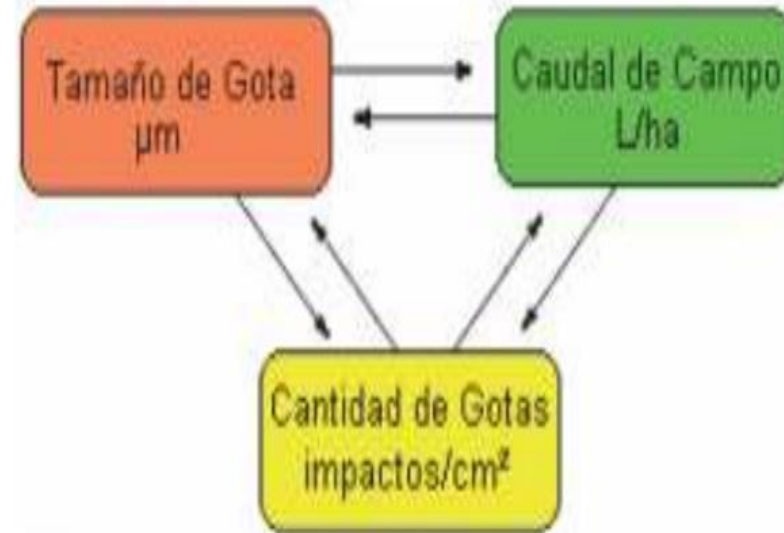 Tamaño de Gota
µm
Caudal de Campo
L/ha
Cantidad de Gotas
impactos/cm²